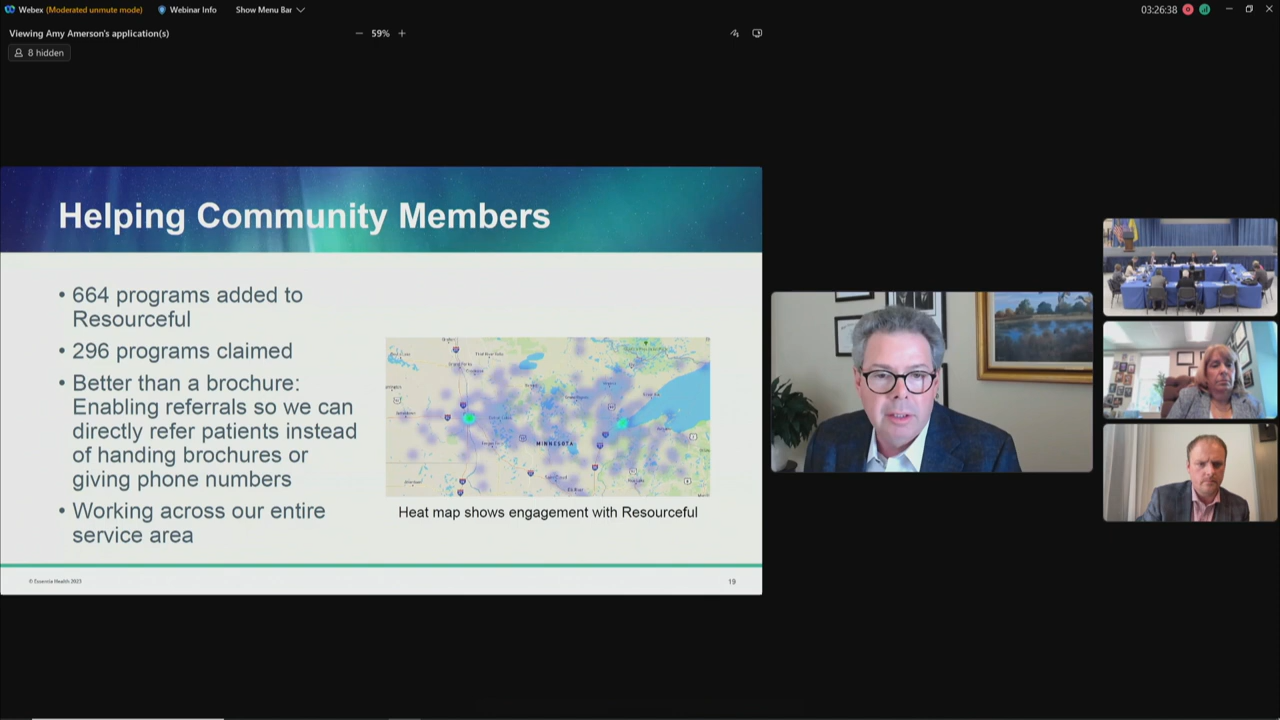 Webex (Moderated unmute mode) Webinar Info Show Menu Bar 03:26:38
Viewing Amy Amerson's application(s) 59%
8 hidden
Helping Community Members
• 664 programs added to
Resourceful
• 296 programs claimed
• Better than a brochure:
Enabling referrals so we can
directly refer patients instead
of handing brochures or
giving phone numbers
• Working across our entire
service area
MINNESOTA
Heat map shows engagement with Resourceful
© Essentia Health 2023
19